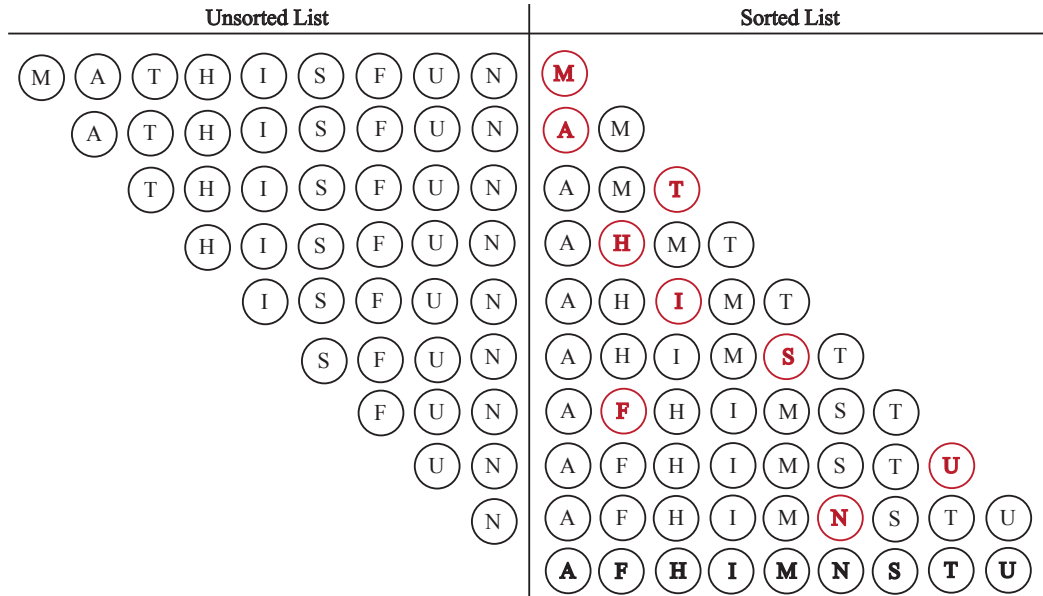 Unsorted List Sorted List
M A T H I S F U N M
A T H I S F U N A M
T H I S F U N A M T
H I S F U N A H M T
I S F U N A H I M T
S F U N A H I M S T
F U N A F H I M S T
U N A F H I M S T U
N A F H I M N S T U
A F H I M N S T U